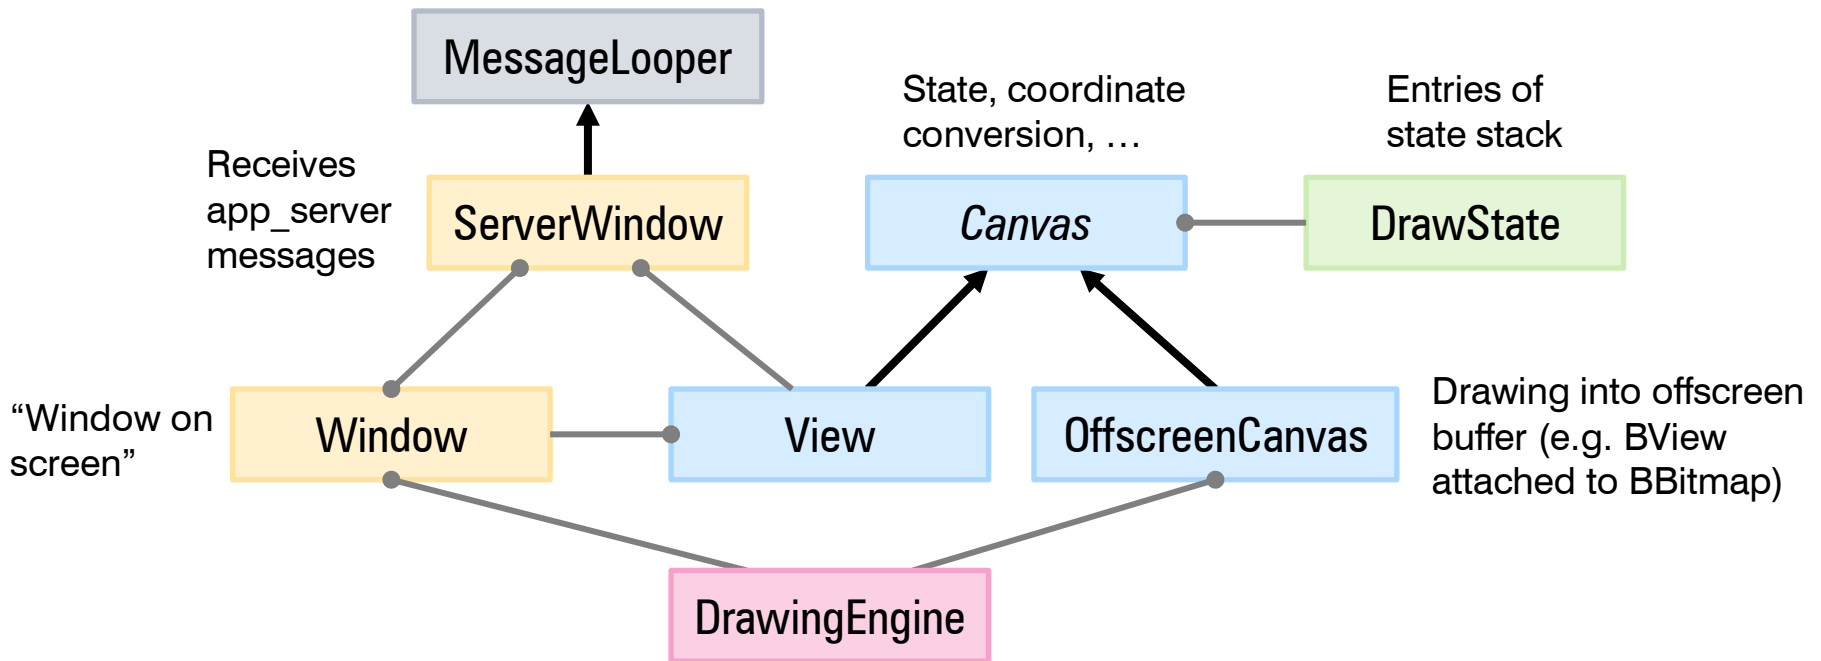 MessageLooper
State, coordinate
conversion, …
Entries of
state stack
Receives
app_server
messages
ServerWindow
Canvas
DrawState
“Window on
screen”
Window
View
OffscreenCanvas
Drawing into offscreen
buffer (e.g. BView
attached to BBitmap)
DrawingEngine